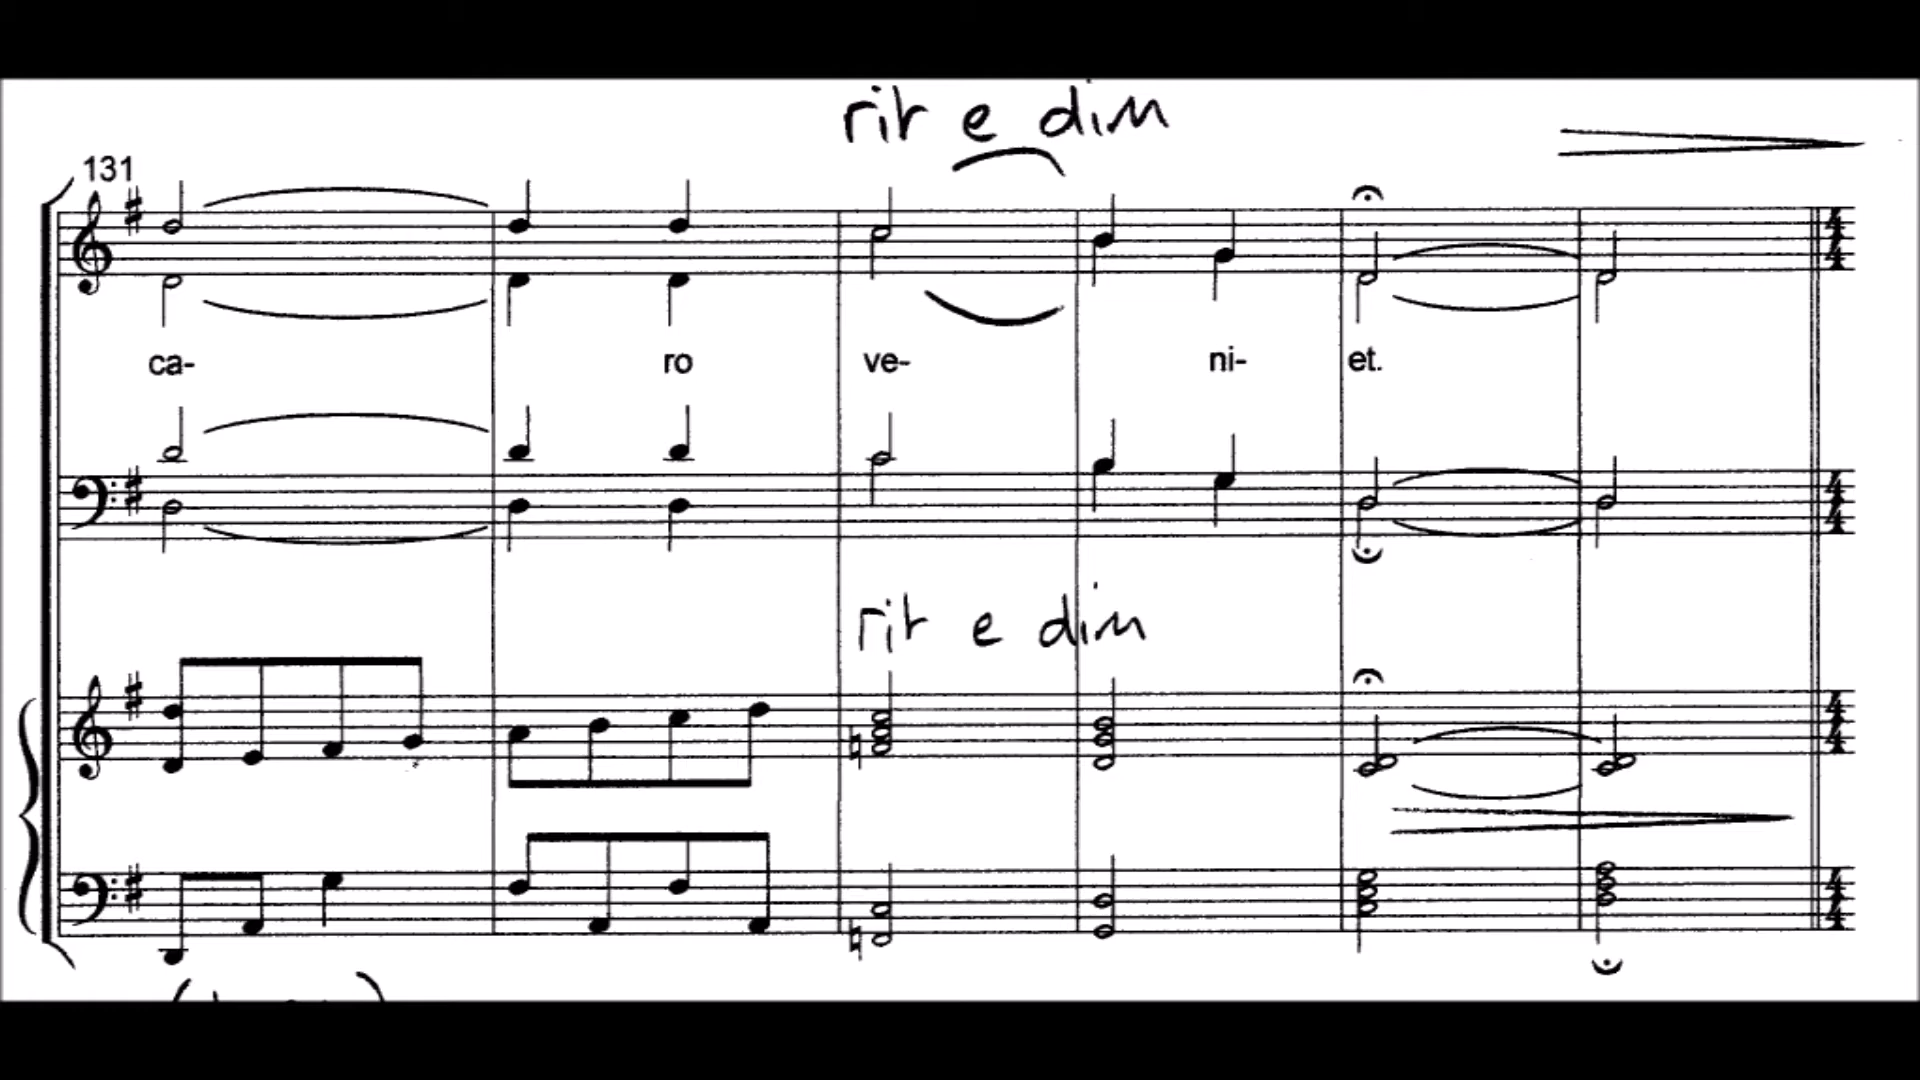 rit e dim
131
ca- ro ve- ni- et.
rit e dim